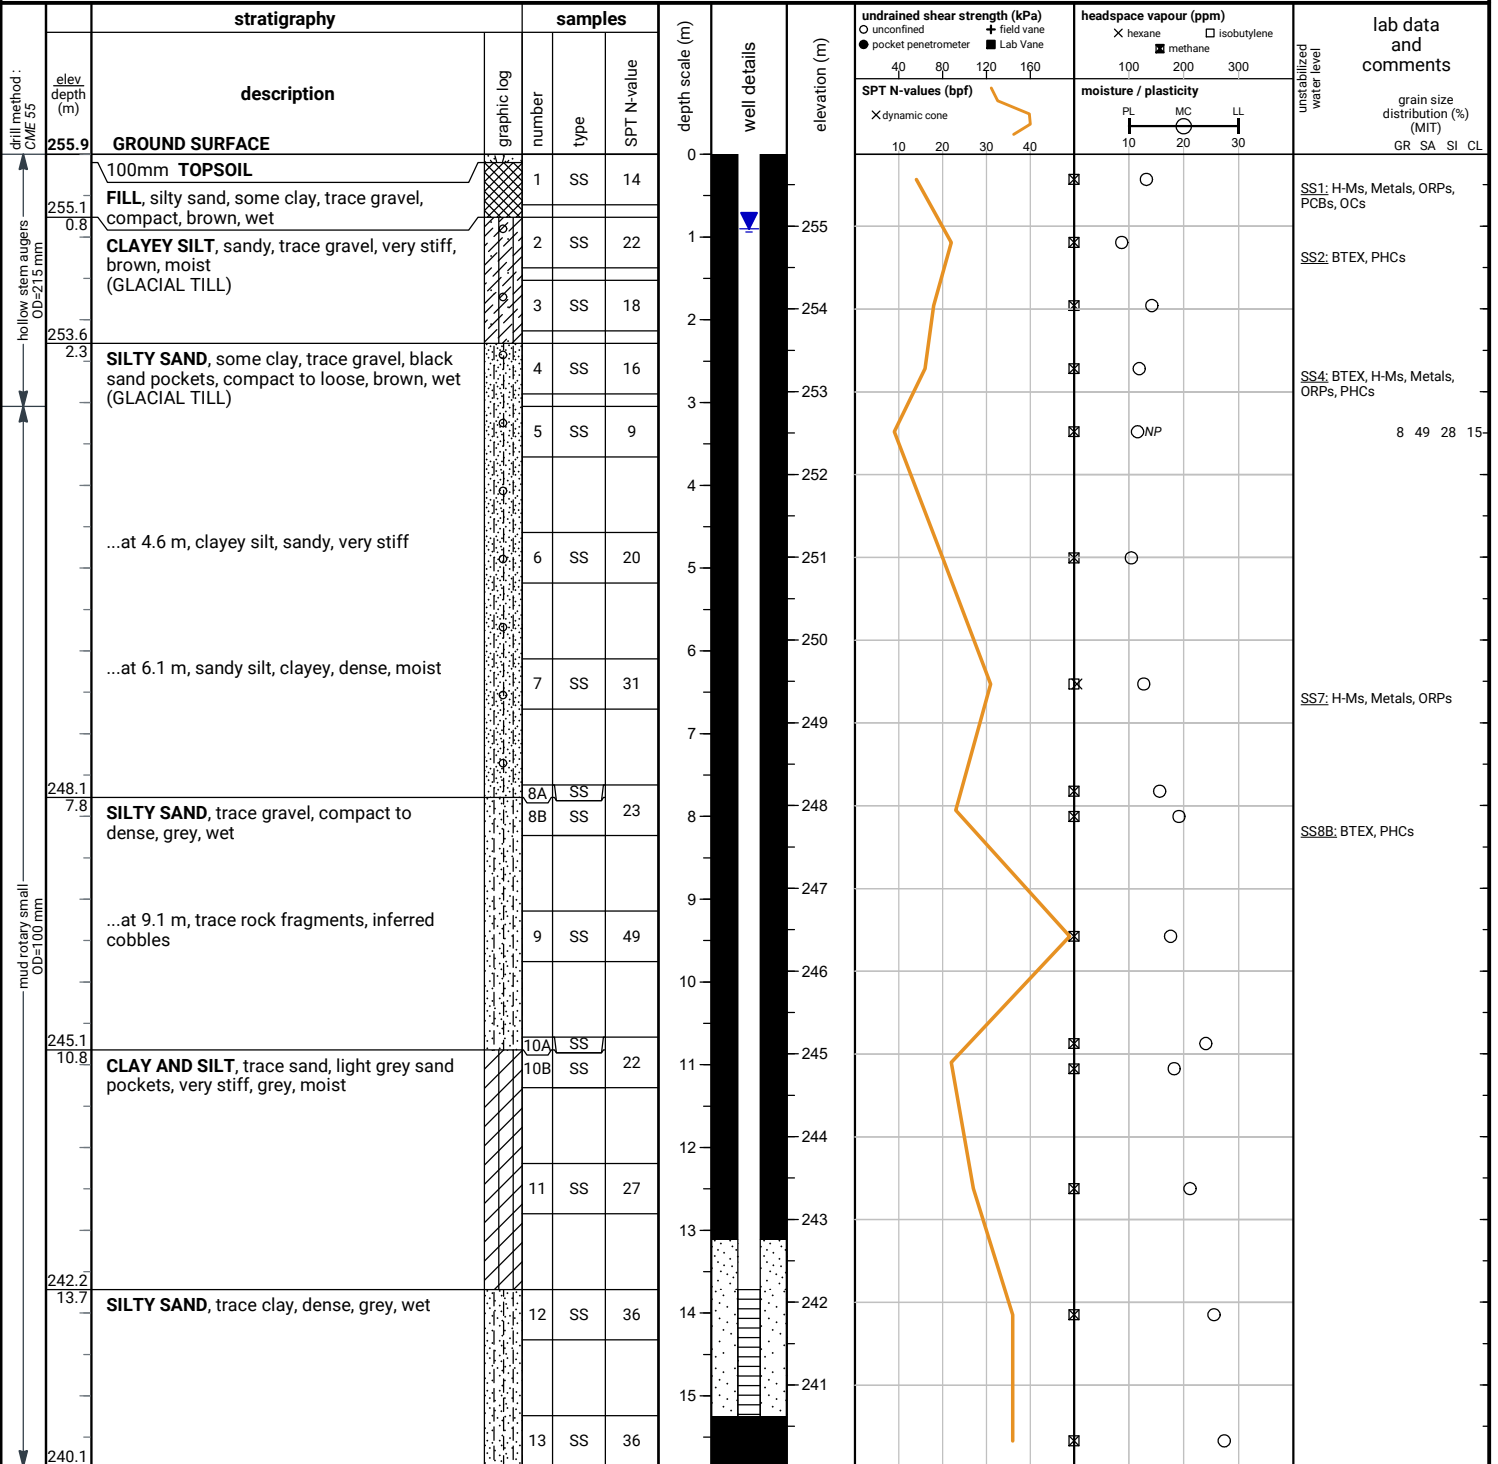 stratigraphy
samples
drill method :
CME 55
elev
depth
(m)
description
graphic log
number
type
SPT N-value
depth scale (m)
well details
elevation (m)
undrained shear strength (kPa)
unconfined
field vane
pocket penetrometer
Lab Vane
40 80 120 160
SPT N-values (bpf)
dynamic cone
10 20 30 40
headspace vapour (ppm)
hexane
isobutylene
methane
100 200 300
moisture / plasticity
PL MC LL
10 20 30
unstabilized
water level
lab data
and
comments
grain size
distribution (%)
(MIT)
GR SA SI CL
255.9 GROUND SURFACE
100mm TOPSOIL
FILL, silty sand, some clay, trace gravel,
compact, brown, wet
255.1
0.8
CLAYEY SILT, sandy, trace gravel, very stiff,
brown, moist
(GLACIAL TILL)
253.6
2.3
SILTY SAND, some clay, trace gravel, black
sand pockets, compact to loose, brown, wet
(GLACIAL TILL)
...at 4.6 m, clayey silt, sandy, very stiff
...at 6.1 m, sandy silt, clayey, dense, moist
248.1
7.8
SILTY SAND, trace gravel, compact to
dense, grey, wet
...at 9.1 m, trace rock fragments, inferred
cobbles
245.1
10.8
CLAY AND SILT, trace sand, light grey sand
pockets, very stiff, grey, moist
242.2
13.7
SILTY SAND, trace clay, dense, grey, wet
240.1
hollow stem augers
OD=215 mm
mud rotary small
OD=100 mm
1 SS 14
2 SS 22
3 SS 18
4 SS 16
5 SS 9
6 SS 20
7 SS 31
8A SS
8B SS 23
9 SS 49
10A SS
10B SS 22
11 SS 27
12 SS 36
13 SS 36
0
1
2
3
4
5
6
7
8
9
10
11
12
13
14
15
255
254
253
252
251
250
249
248
247
246
245
244
243
242
241
NP
SS1: H-Ms, Metals, ORPs,
PCBs, OCs
SS2: BTEX, PHCs
SS4: BTEX, H-Ms, Metals,
ORPs, PHCs
8 49 28 15
SS7: H-Ms, Metals, ORPs
SS8B: BTEX, PHCs